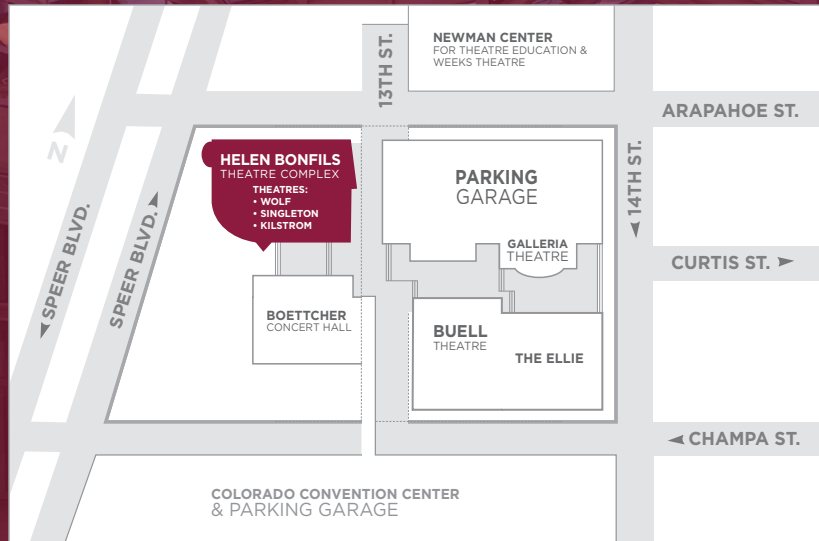 NEWMAN CENTER
FOR THEATRE EDUCATION &
WEEKS THEATRE
13TH ST.
ARAPAHOE ST.
N
HELEN BONFILS
THEATRE COMPLEX
THEATRES:
• WOLF
• SINGLETON
• KILSTROM
PARKING
GARAGE
14TH ST.
GALLERIA
THEATRE
CURTIS ST.
SPEER BLVD.
SPEER BLVD.
BOETTCHER
CONCERT HALL
BUELL
THEATRE
THE ELLIE
CHAMPA ST.
COLORADO CONVENTION CENTER
& PARKING GARAGE